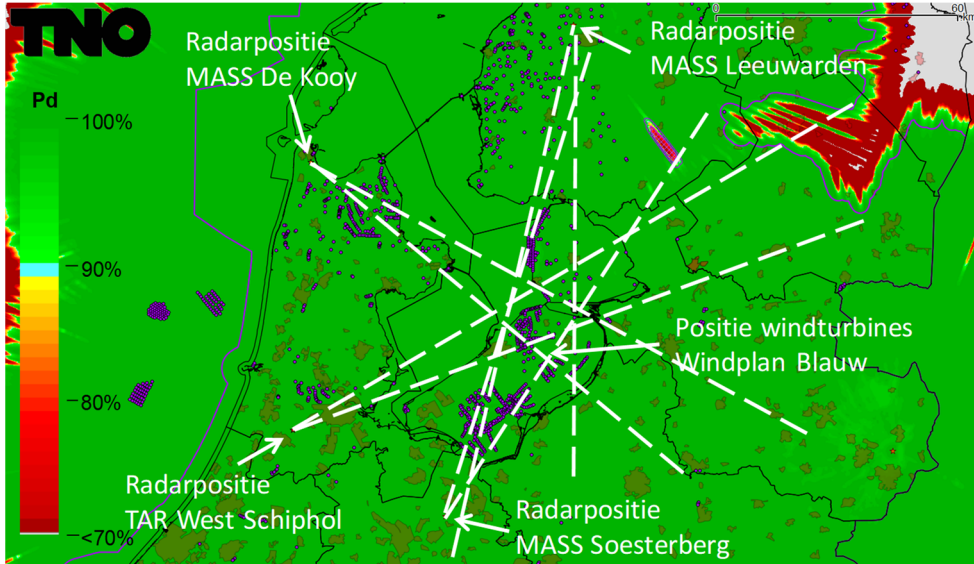 TNO
Radarpositie
MASS De Kooy
Radarpositie
MASS Leeuwarden
0
60
km
Pd
100%
90%
80%
<70%
Positie windturbines
Windplan Blauw
Radarpositie
TAR West Schiphol
Radarpositie
MASS Soesterberg